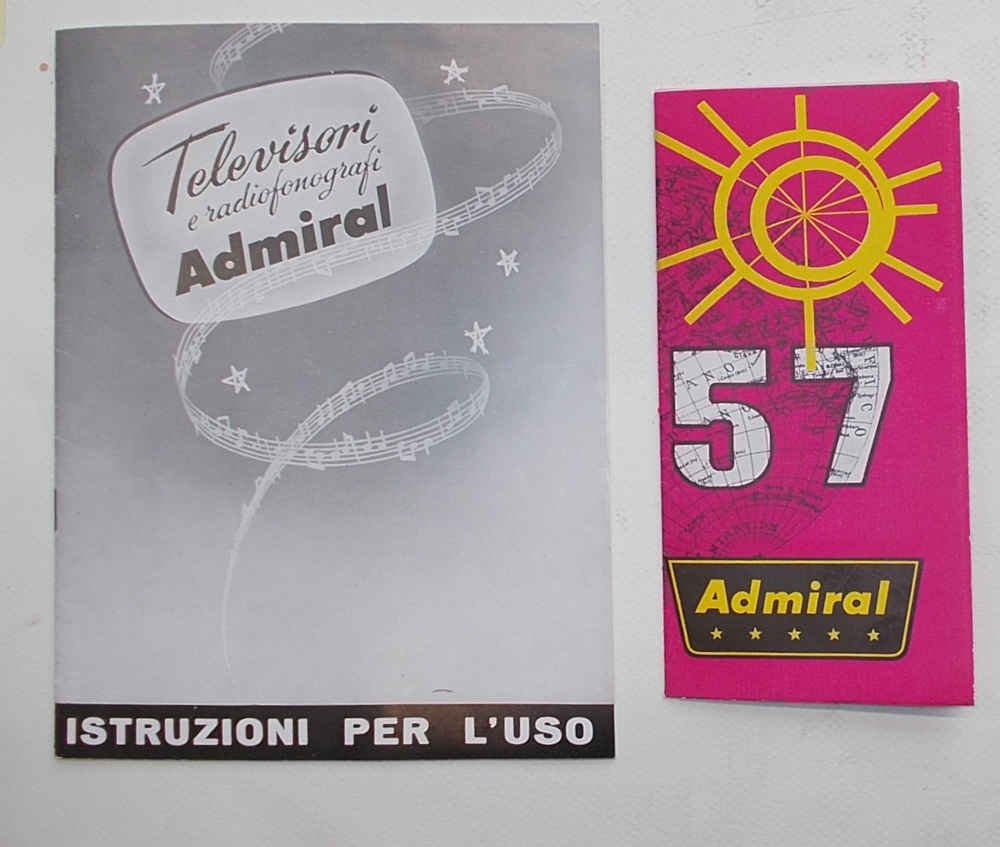 Televisori
e radiofonografi
Admiral
ISTRUZIONI PER L'USO
57
Admiral